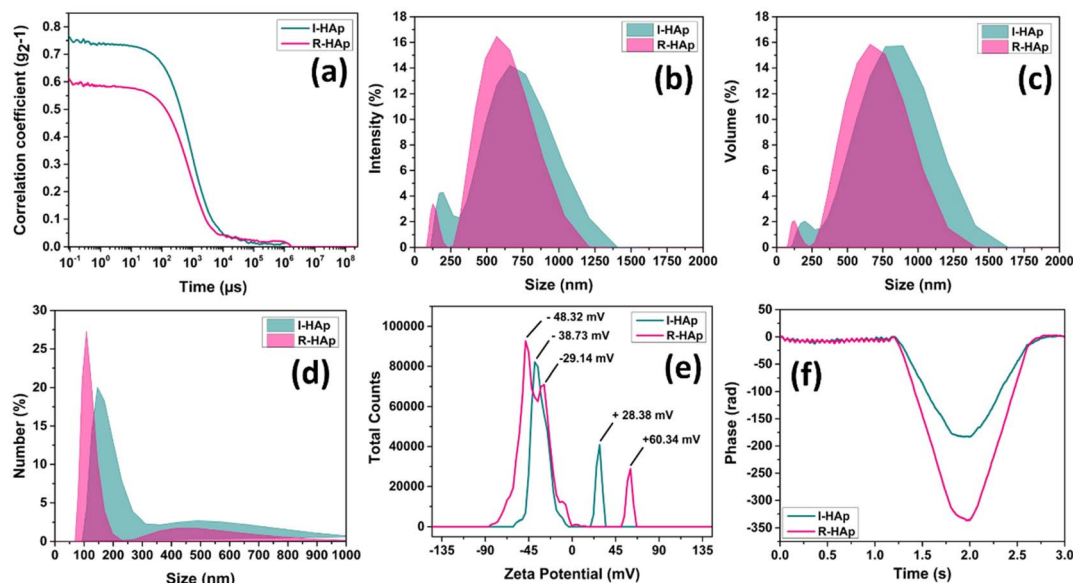 Correlation coefficient (g2-1)
0.8
0.7
0.6
0.5
0.4
0.3
0.2
0.1
0.0
I-HAp
R-HAp
(a)
10-1 100 101 102 103 104 105 106 107 108
Time (µs)
Intensity (%)
18
16
14
12
10
8
6
4
2
0
I-HAp
R-HAp
(b)
0 250 500 750 1000 1250 1500 1750 2000
Size (nm)
Volume (%)
18
16
14
12
10
8
6
4
2
0
I-HAp
R-HAp
(c)
0 250 500 750 1000 1250 1500 1750 2000
Size (nm)
Number (%)
30
25
20
15
10
5
0
I-HAp
R-HAp
(d)
0 100 200 300 400 500 600 700 800 900 1000
Size (nm)
Total Counts
100000
80000
60000
40000
20000
0
- 48.32 mV
- 38.73 mV
-29.14 mV
I-HAp
R-HAp
(e)
+ 28.38 mV
+60.34 mV
-135 -90 -45 0 45 90 135
Zeta Potential (mV)
Phase (rad)
50
0
-50
-100
-150
-200
-250
-300
-350
(f)
I-HAp
R-HAp
0.0 0.5 1.0 1.5 2.0 2.5 3.0
Time (s)